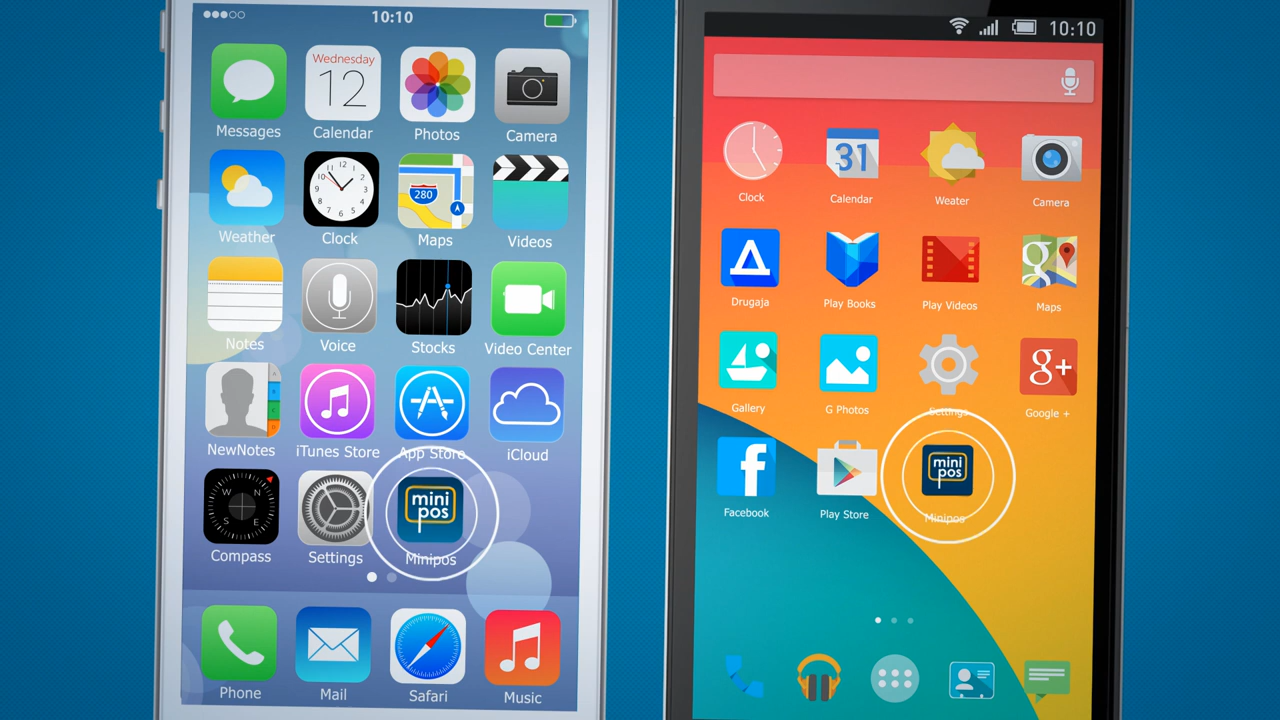 10:10
Wednesday
12
Messages
Calendar
Photos
Camera
280
Weather
Clock
Maps
Videos
Notes
Voice
Stocks
Video Center
NewNotes
iTunes Store
App Store
iCloud
N
W
E
S
mini
pos
Compass
Settings
Minipos
Phone
Mail
Safari
Music
10:10
31
Clock
Calendar
Weater
Camera
g
Drugaja
Play Books
Play Videos
Maps
g+
Gallery
G Photos
Settings
Google +
f
mini
pos
Facebook
Play Store
Minipos